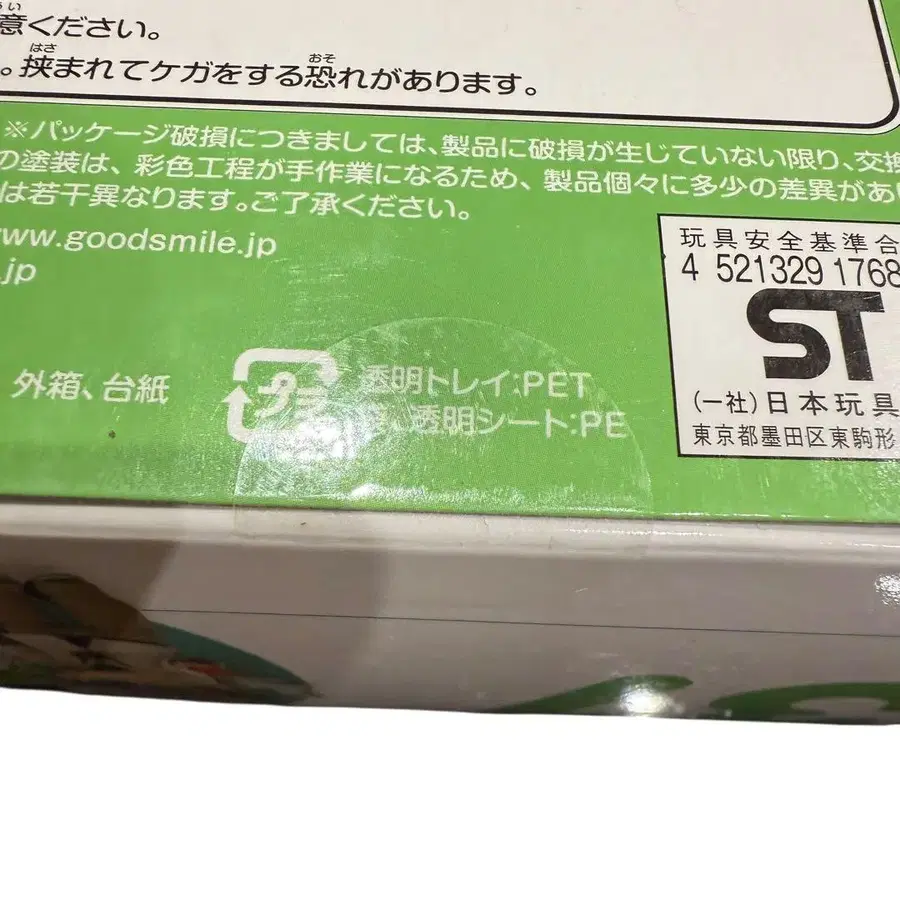 意ください。
。挟まれてケガをする恐れがあります。
※パッケージ破損につきましては、製品に破損が生じていない限り、交換
の塗装は、彩色工程が手作業になるため、製品個々に多少の差異があ
は若干異なります。ご了承ください。
www.goodsmile.jp
.jp
玩具安全基準合
4 521329 1768
ST
(一社)日本玩具
東京都墨田区東駒形
外箱、台紙
プラ
透明トレイ:PET
透明シート:PE